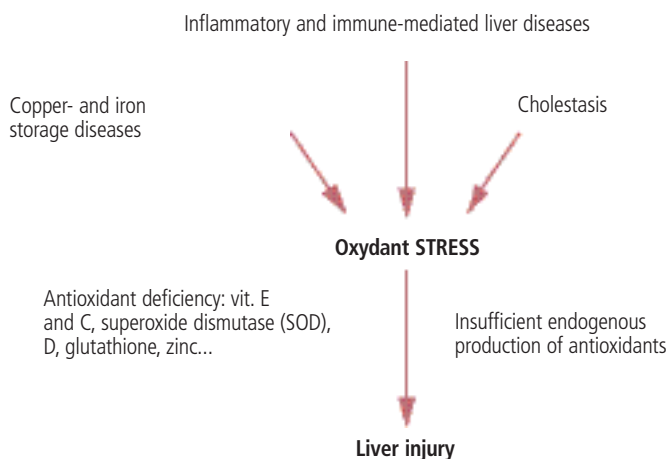 Inflammatory and immune-mediated liver diseases
Copper- and iron
storage diseases
Cholestasis
Oxydant STRESS
Antioxidant deficiency: vit. E
and C, superoxide dismutase (SOD),
D, glutathione, zinc...
Insufficient endogenous
production of antioxidants
Liver injury